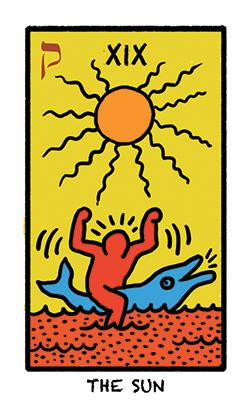 ק XIX
THE SUN